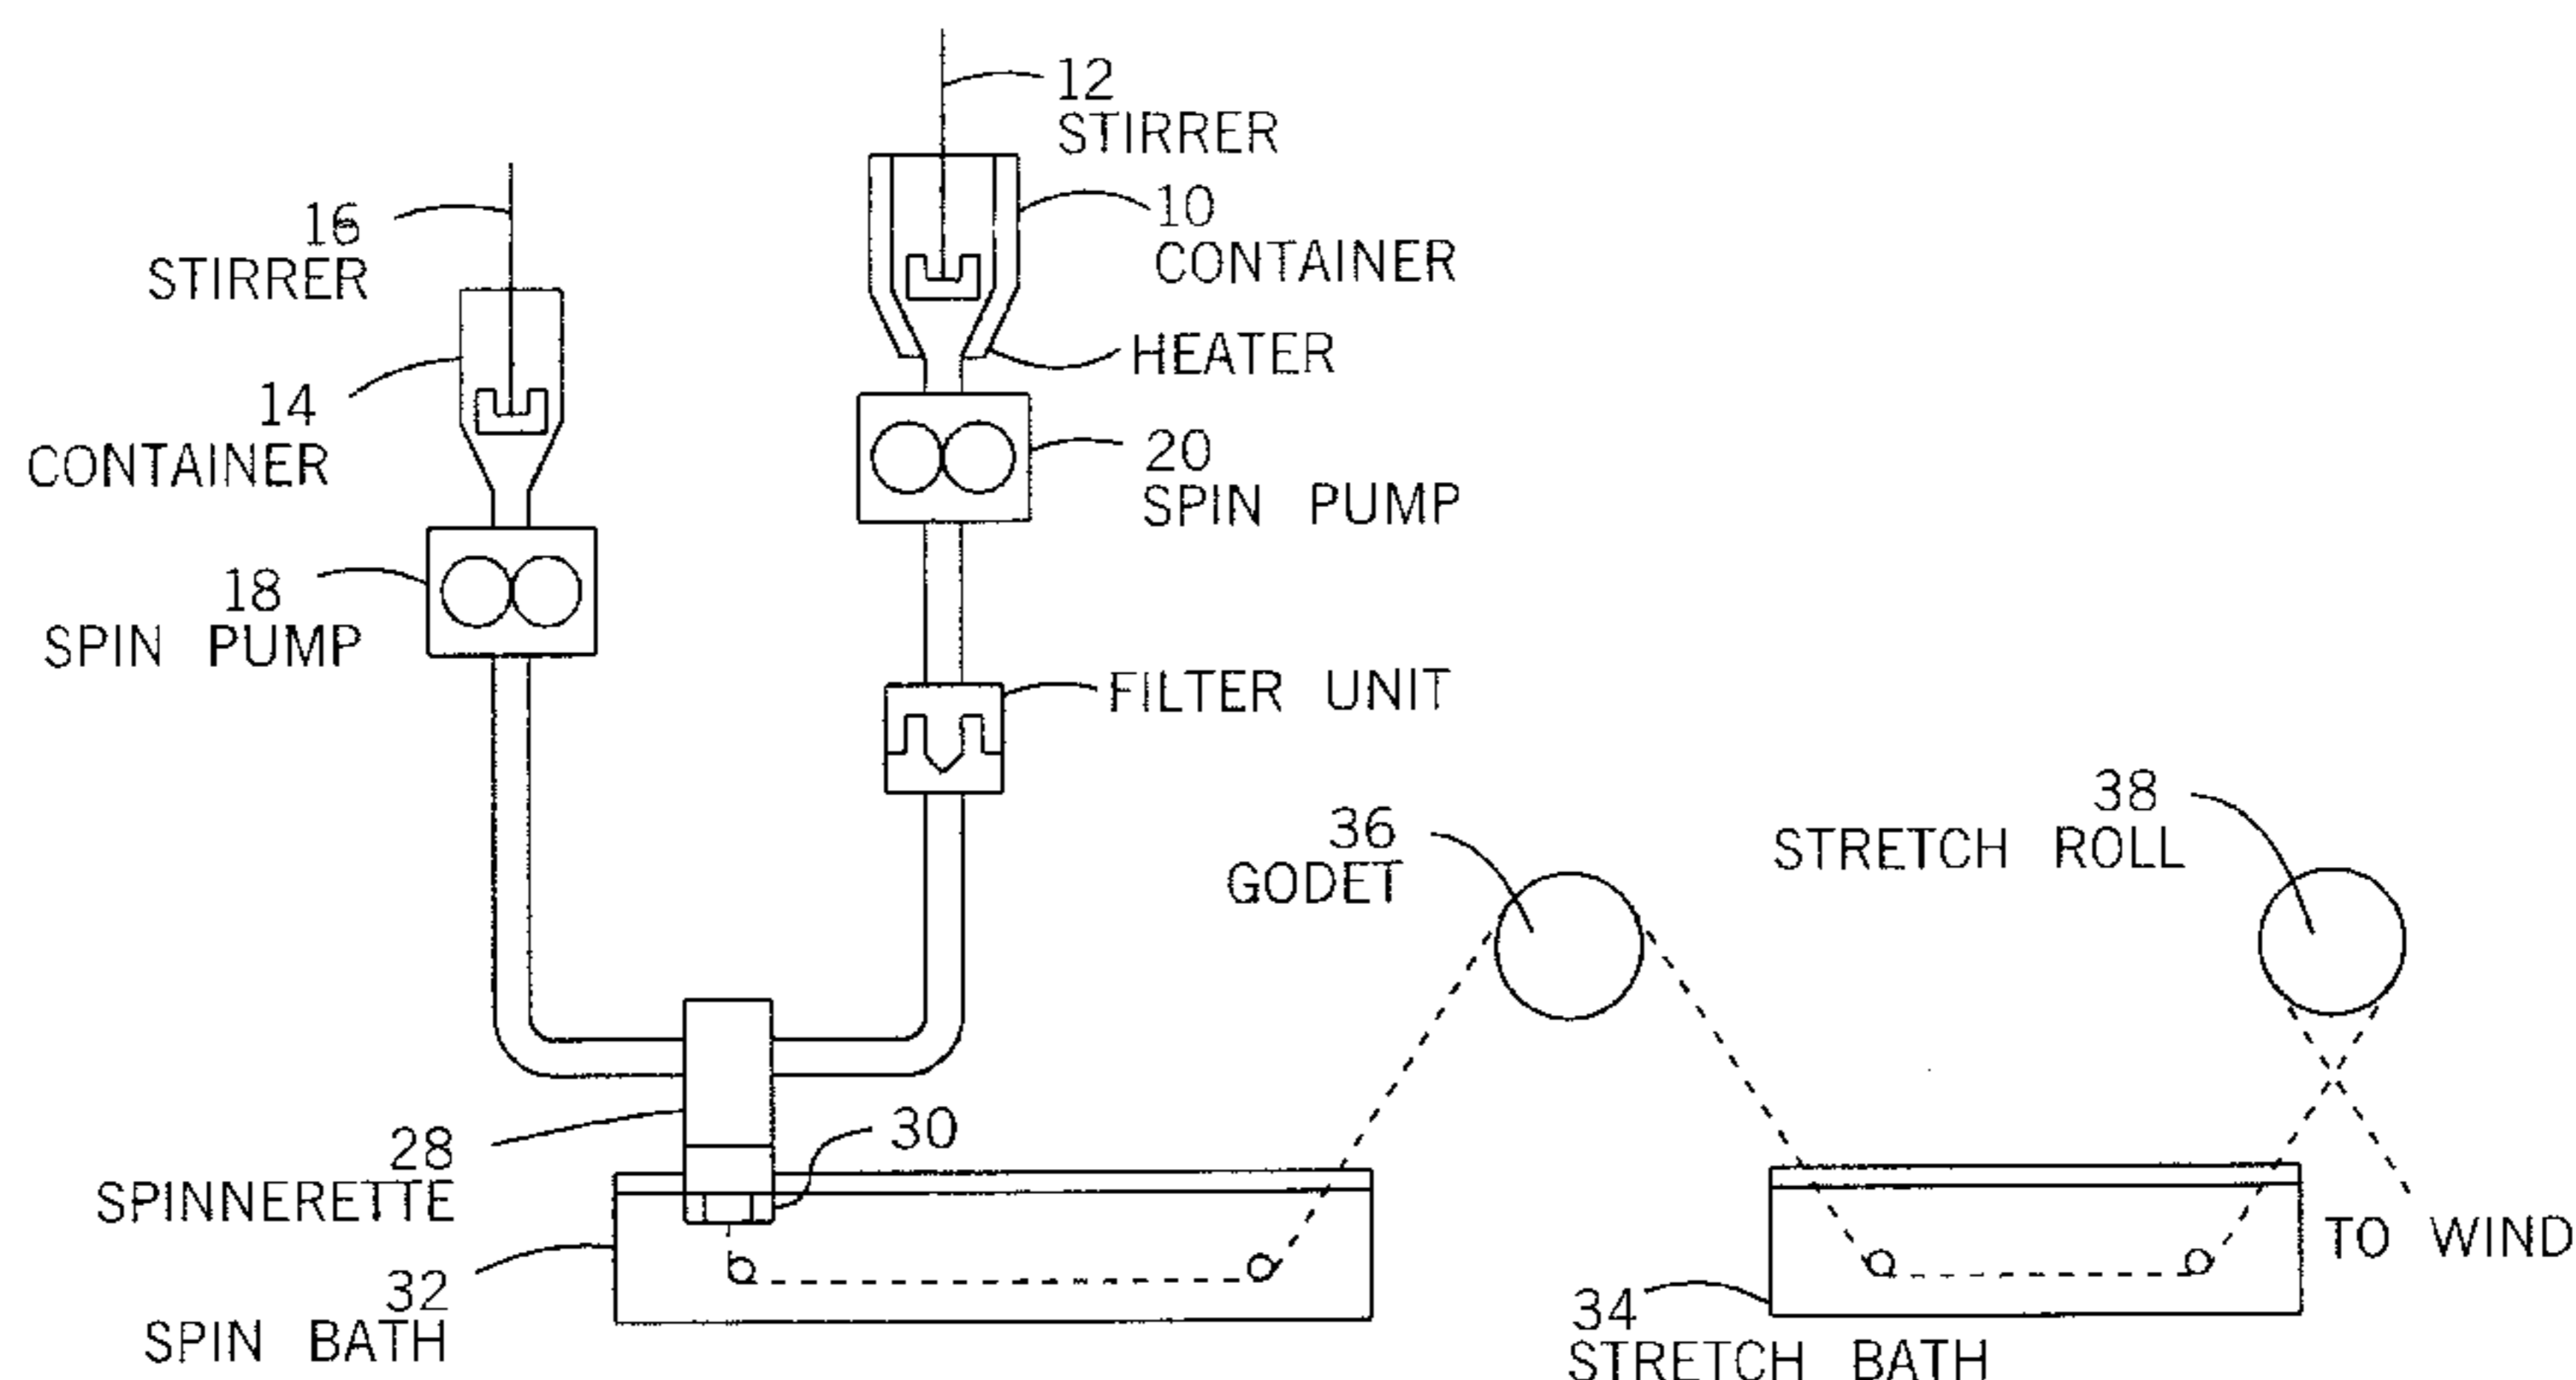 12
STIRRER
16
STIRRER
10
CONTAINER
HEATER
14
CONTAINER
20
SPIN PUMP
18
SPIN PUMP
FILTER UNIT
36
GODET
38
STRETCH ROLL
28
SPINNERETTE
30
32
SPIN BATH
34
STRETCH BATH
TO WIND